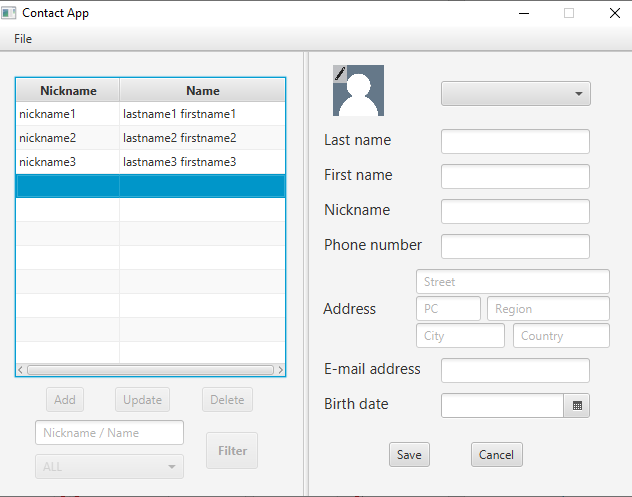 Contact App
File
Nickname Name
nickname1 lastname1 firstname1
nickname2 lastname2 firstname2
nickname3 lastname3 firstname3
Add Update Delete
Nickname / Name
Filter
ALL
Last name
First name
Nickname
Phone number
Street
Address
PC Region
City Country
E-mail address
Birth date
Save Cancel